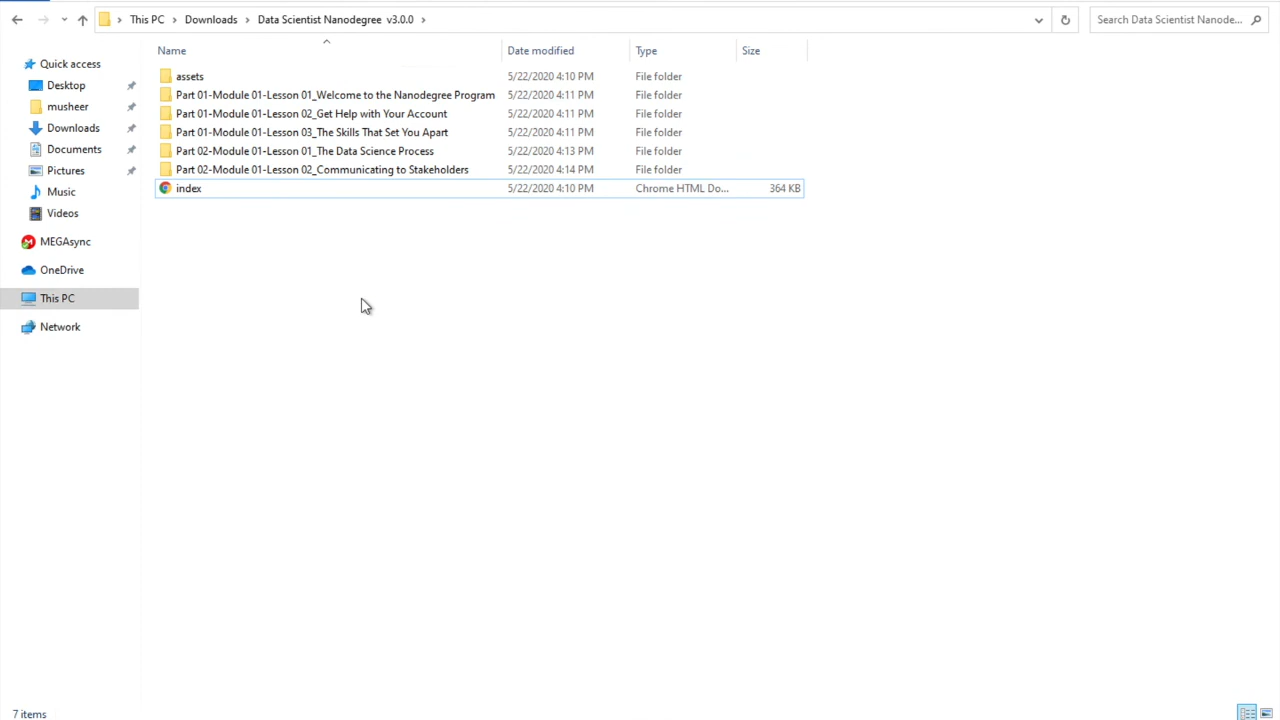 This PC > Downloads > Data Scientist Nanodegree v3.0.0 >
Search Data Scientist Nanode...
Name Date modified Type Size
Quick access
Desktop
musheer
Downloads
Documents
Pictures
Music
Videos
MEGAsync
OneDrive
This PC
Network
assets 5/22/2020 4:10 PM File folder
Part 01-Module 01-Lesson 01_Welcome to the Nanodegree Program 5/22/2020 4:11 PM File folder
Part 01-Module 01-Lesson 02_Get Help with Your Account 5/22/2020 4:11 PM File folder
Part 01-Module 01-Lesson 03_The Skills That Set You Apart 5/22/2020 4:11 PM File folder
Part 02-Module 01-Lesson 01_The Data Science Process 5/22/2020 4:13 PM File folder
Part 02-Module 01-Lesson 02_Communicating to Stakeholders 5/22/2020 4:14 PM File folder
index 5/22/2020 4:10 PM Chrome HTML Do... 364 KB
7 items